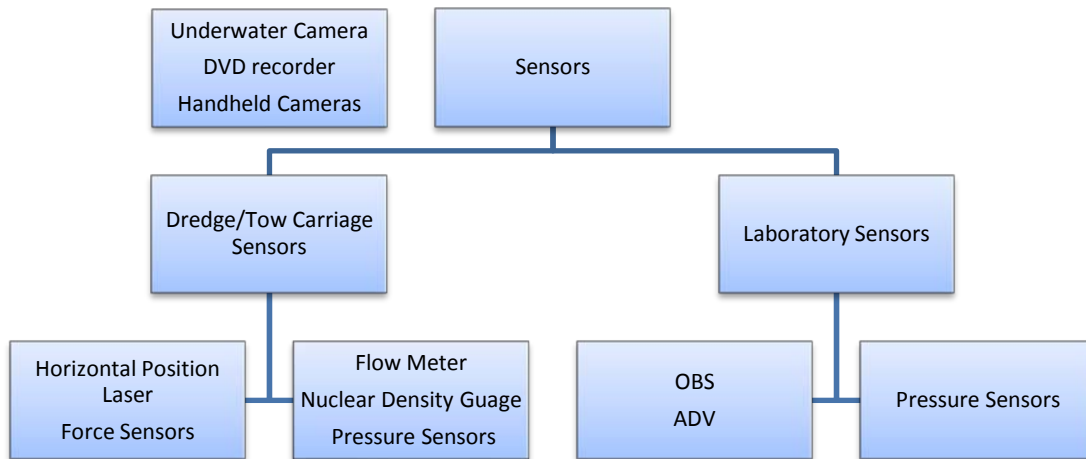 Underwater Camera
DVD recorder
Handheld Cameras
Sensors
Dredge/Tow Carriage
Sensors
Laboratory Sensors
Horizontal Position
Laser
Force Sensors
Flow Meter
Nuclear Density Guage
Pressure Sensors
OBS
ADV
Pressure Sensors